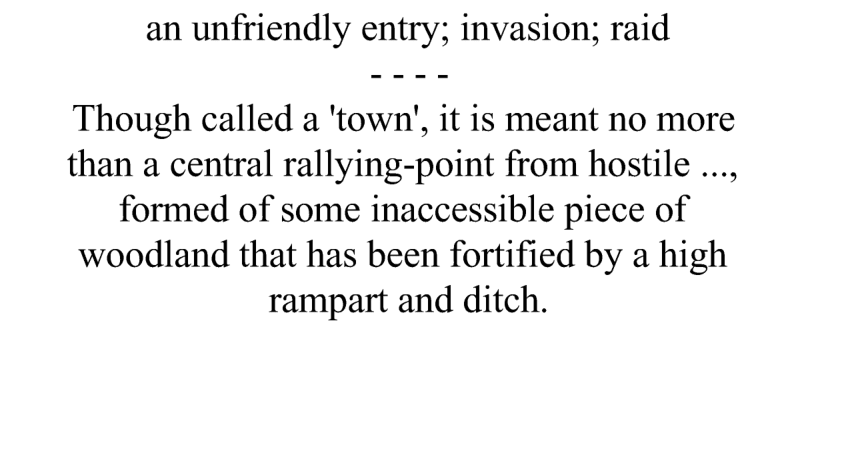 an unfriendly entry; invasion; raid
- - - -
Though called a 'town', it is meant no more
than a central rallying-point from hostile ...,
formed of some inaccessible piece of
woodland that has been fortified by a high
rampart and ditch.